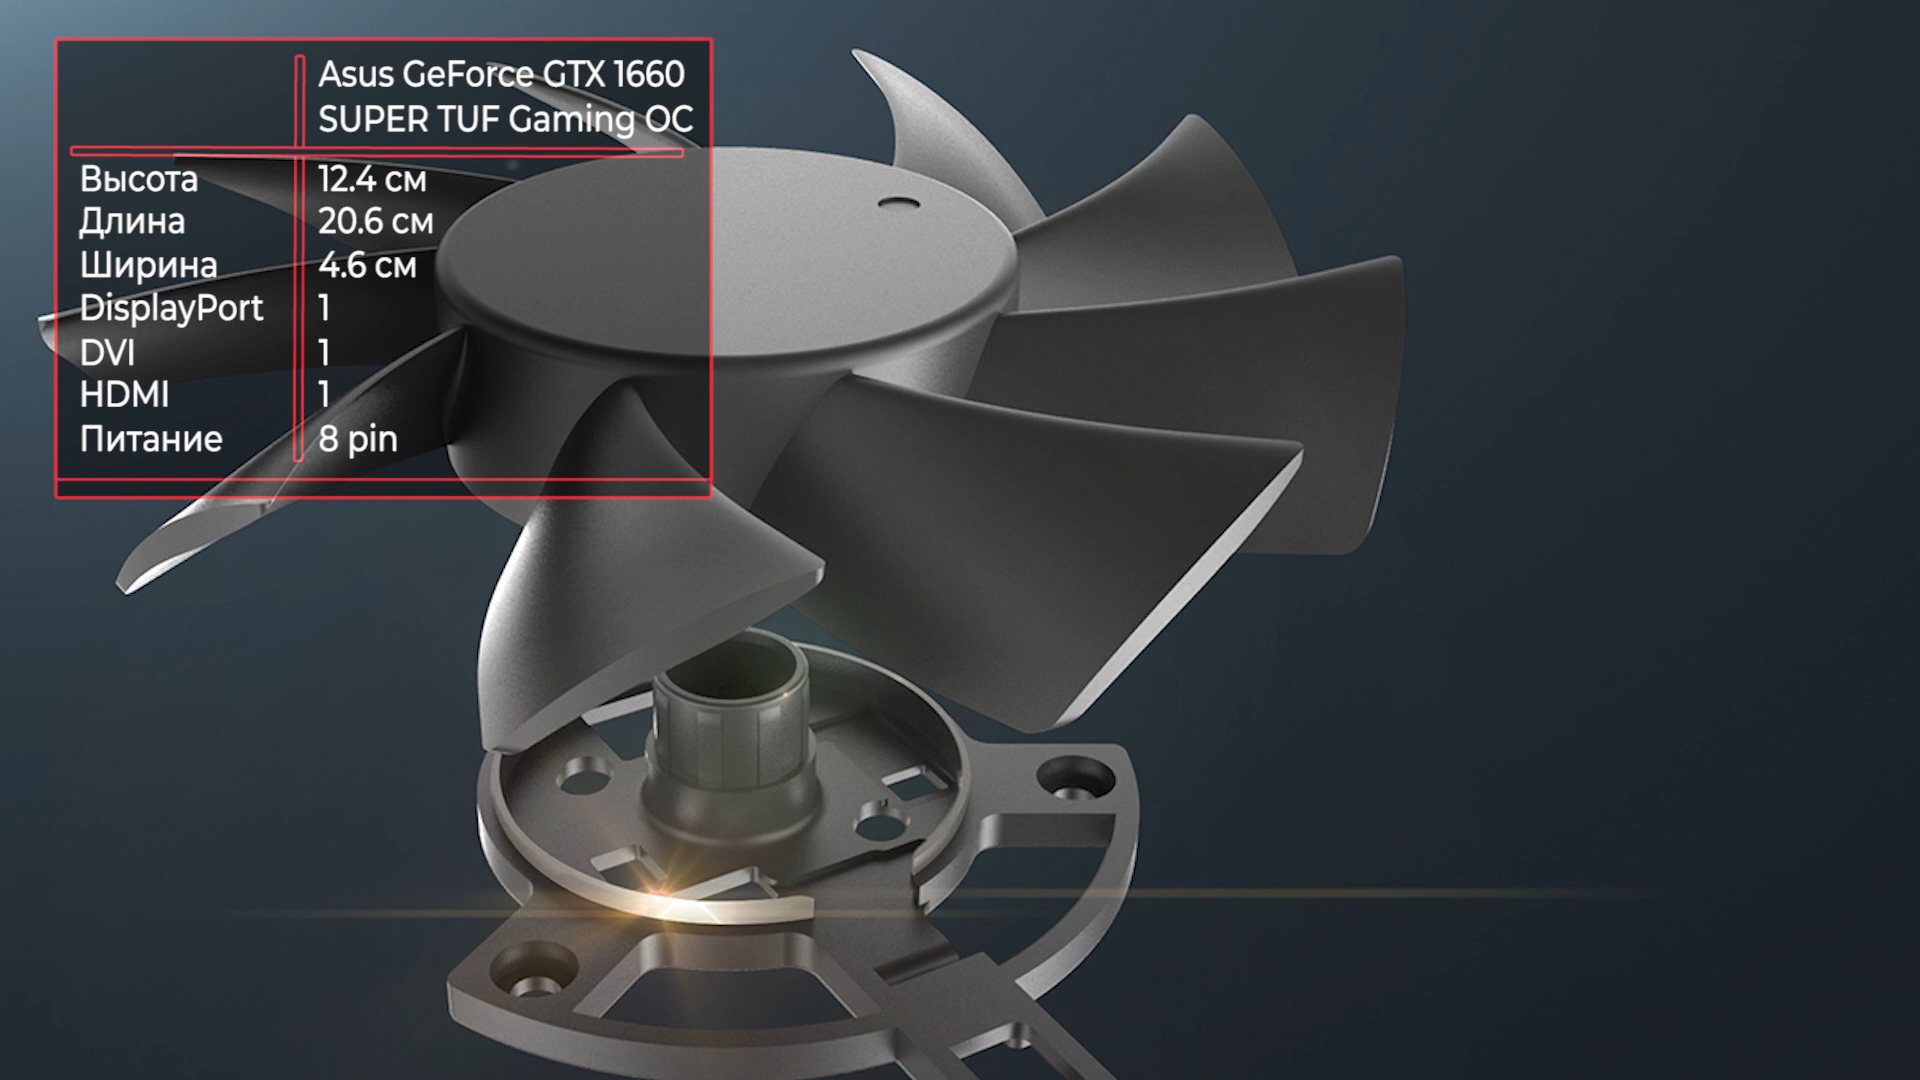 Asus GeForce GTX 1660
SUPER TUF Gaming OC
Высота 12.4 см
Длина 20.6 см
Ширина 4.6 см
DisplayPort 1
DVI 1
HDMI 1
Питание 8 pin